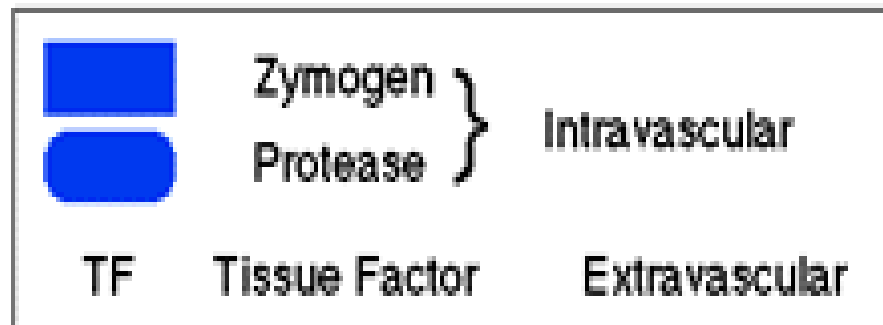 Zymogen
Protease
Intravascular
TF Tissue Factor Extravascular